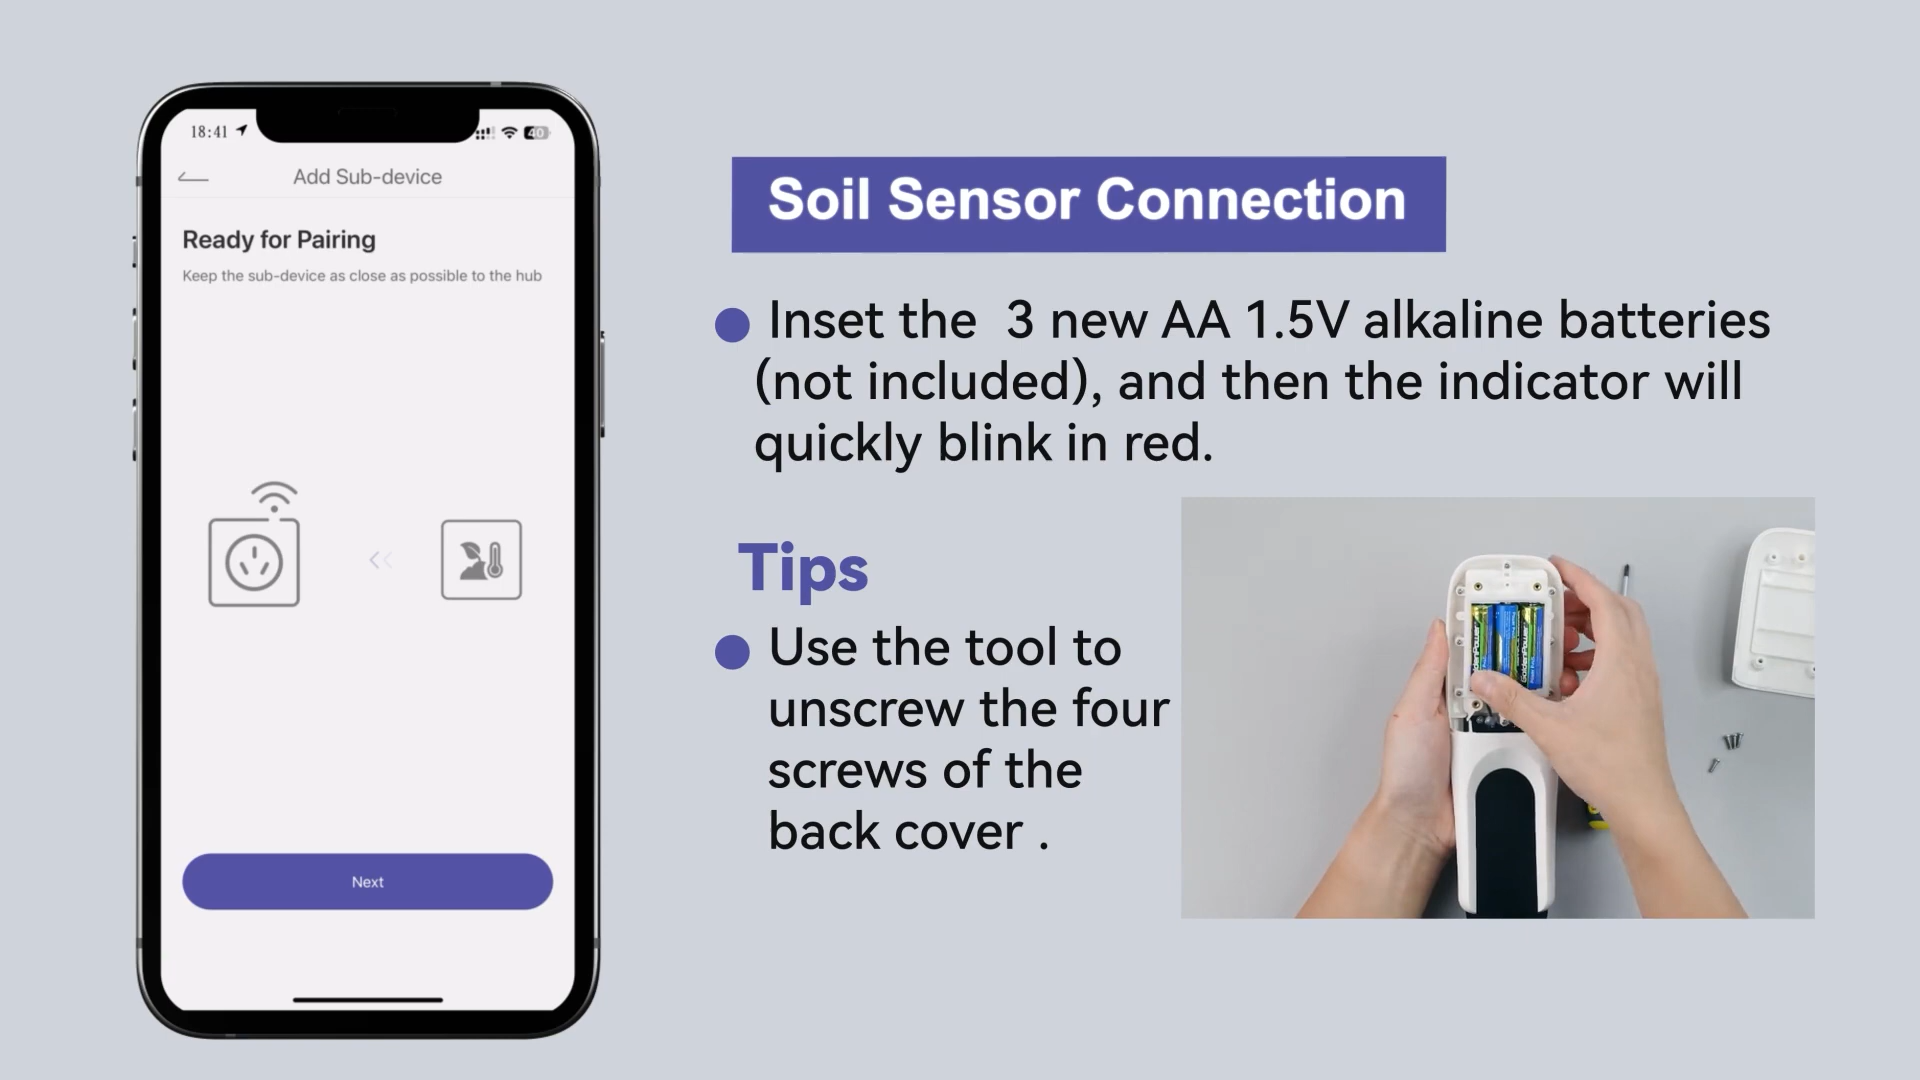 18:41
40
Add Sub-device
Ready for Pairing
Keep the sub-device as close as possible to the hub
Next
Soil Sensor Connection
Inset the 3 new AA 1.5V alkaline batteries
(not included), and then the indicator will
quickly blink in red.
Tips
Use the tool to
unscrew the four
screws of the
back cover .
GoldenPower